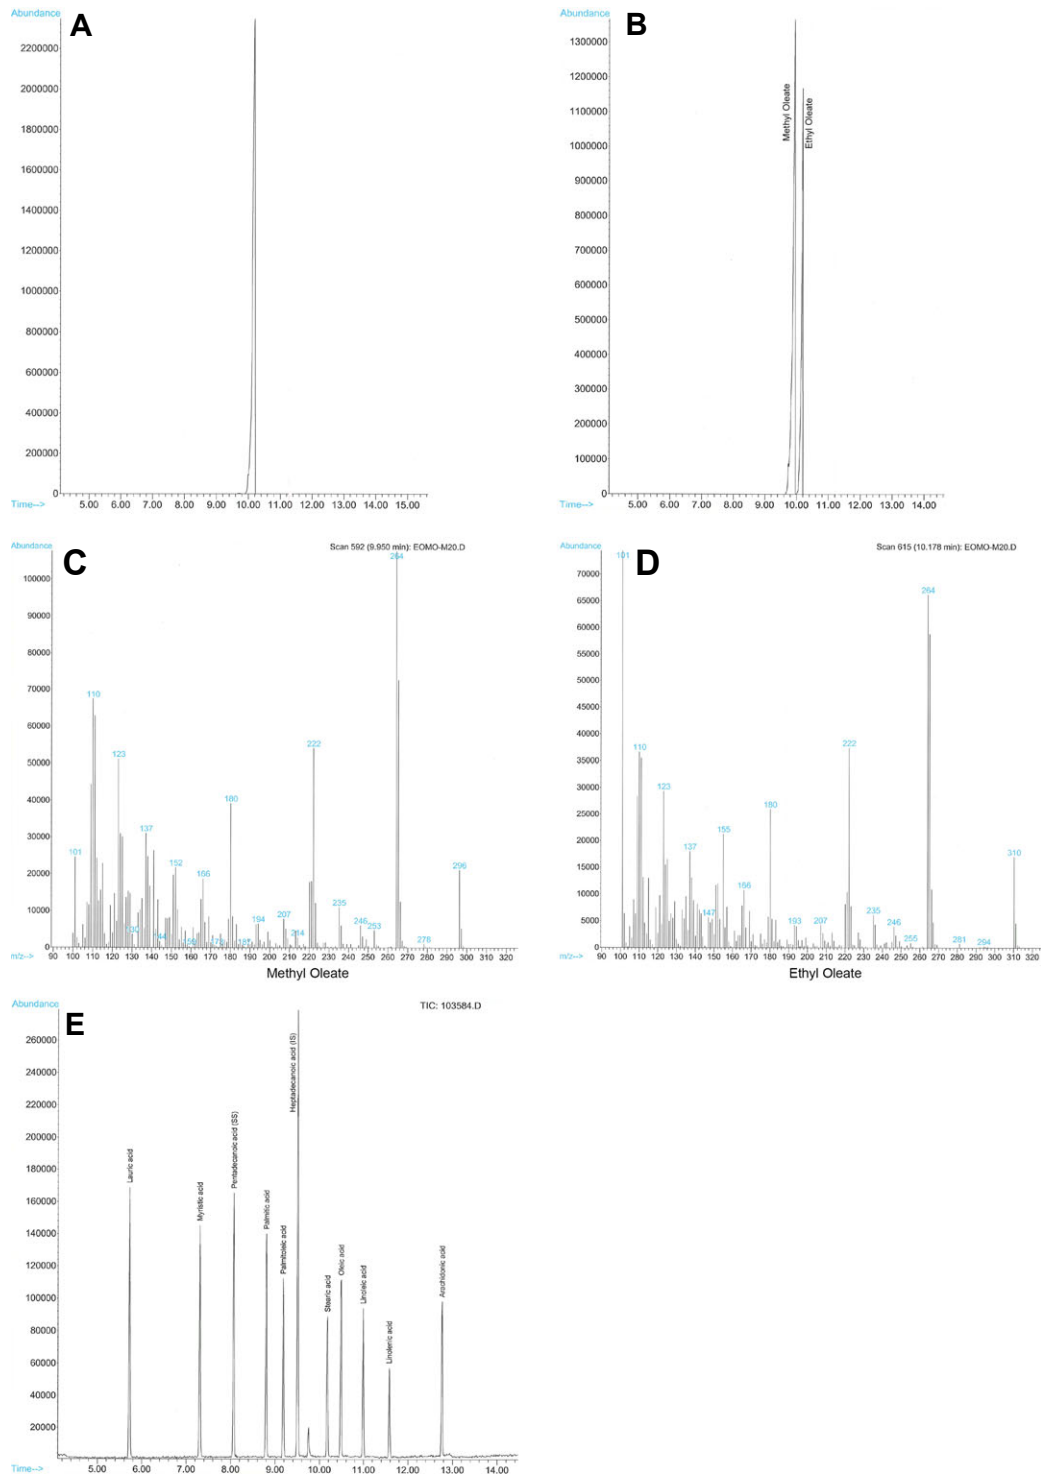 Abundance
A
2200000
2000000
1800000
1600000
1400000
1200000
1000000
800000
600000
400000
200000
0
5.00 6.00 7.00 8.00 9.00 10.00 11.00 12.00 13.00 14.00 15.00
Time-->
Abundance
B
1300000
1200000
1100000
1000000
900000
800000
700000
600000
500000
400000
300000
200000
100000
0
Methyl Oleate
Ethyl Oleate
5.00 6.00 7.00 8.00 9.00 10.00 11.00 12.00 13.00 14.00
Time-->
Abundance
Scan 592 (9.950 min): EOMO-M20.D
C
264
100000
90000
80000
70000
60000
50000
40000
30000
20000
10000
0
101 110 123 137 152 166 180 194 207 222 235 246 253 278 296
m/z-->
90 100 110 120 130 140 150 160 170 180 190 200 210 220 230 240 250 260 270 280 290 300 310 320
Methyl Oleate
Abundance
Scan 615 (10.178 min): EOMO-M20.D
101
D
70000
65000
60000
55000
50000
45000
40000
35000
30000
25000
20000
15000
10000
5000
0
110 123 137 147 155 166 180 193 207 222 235 246 255 264 281 294 310
m/z-->
90 100 110 120 130 140 150 160 170 180 190 200 210 220 230 240 250 260 270 280 290 300 310 320
Ethyl Oleate
Abundance
TIC: 103584.D
E
260000
240000
220000
200000
180000
160000
140000
120000
100000
80000
60000
40000
20000
Lauric acid
Myristic acid
Pentadecanoic acid (SS)
Palmitic acid
Palmitoleic acid
Heptadecanoic acid (IS)
Stearic acid
Oleic acid
Linoleic acid
Linolenic acid
Arachidonic acid
5.00 6.00 7.00 8.00 9.00 10.00 11.00 12.00 13.00 14.00
Time-->